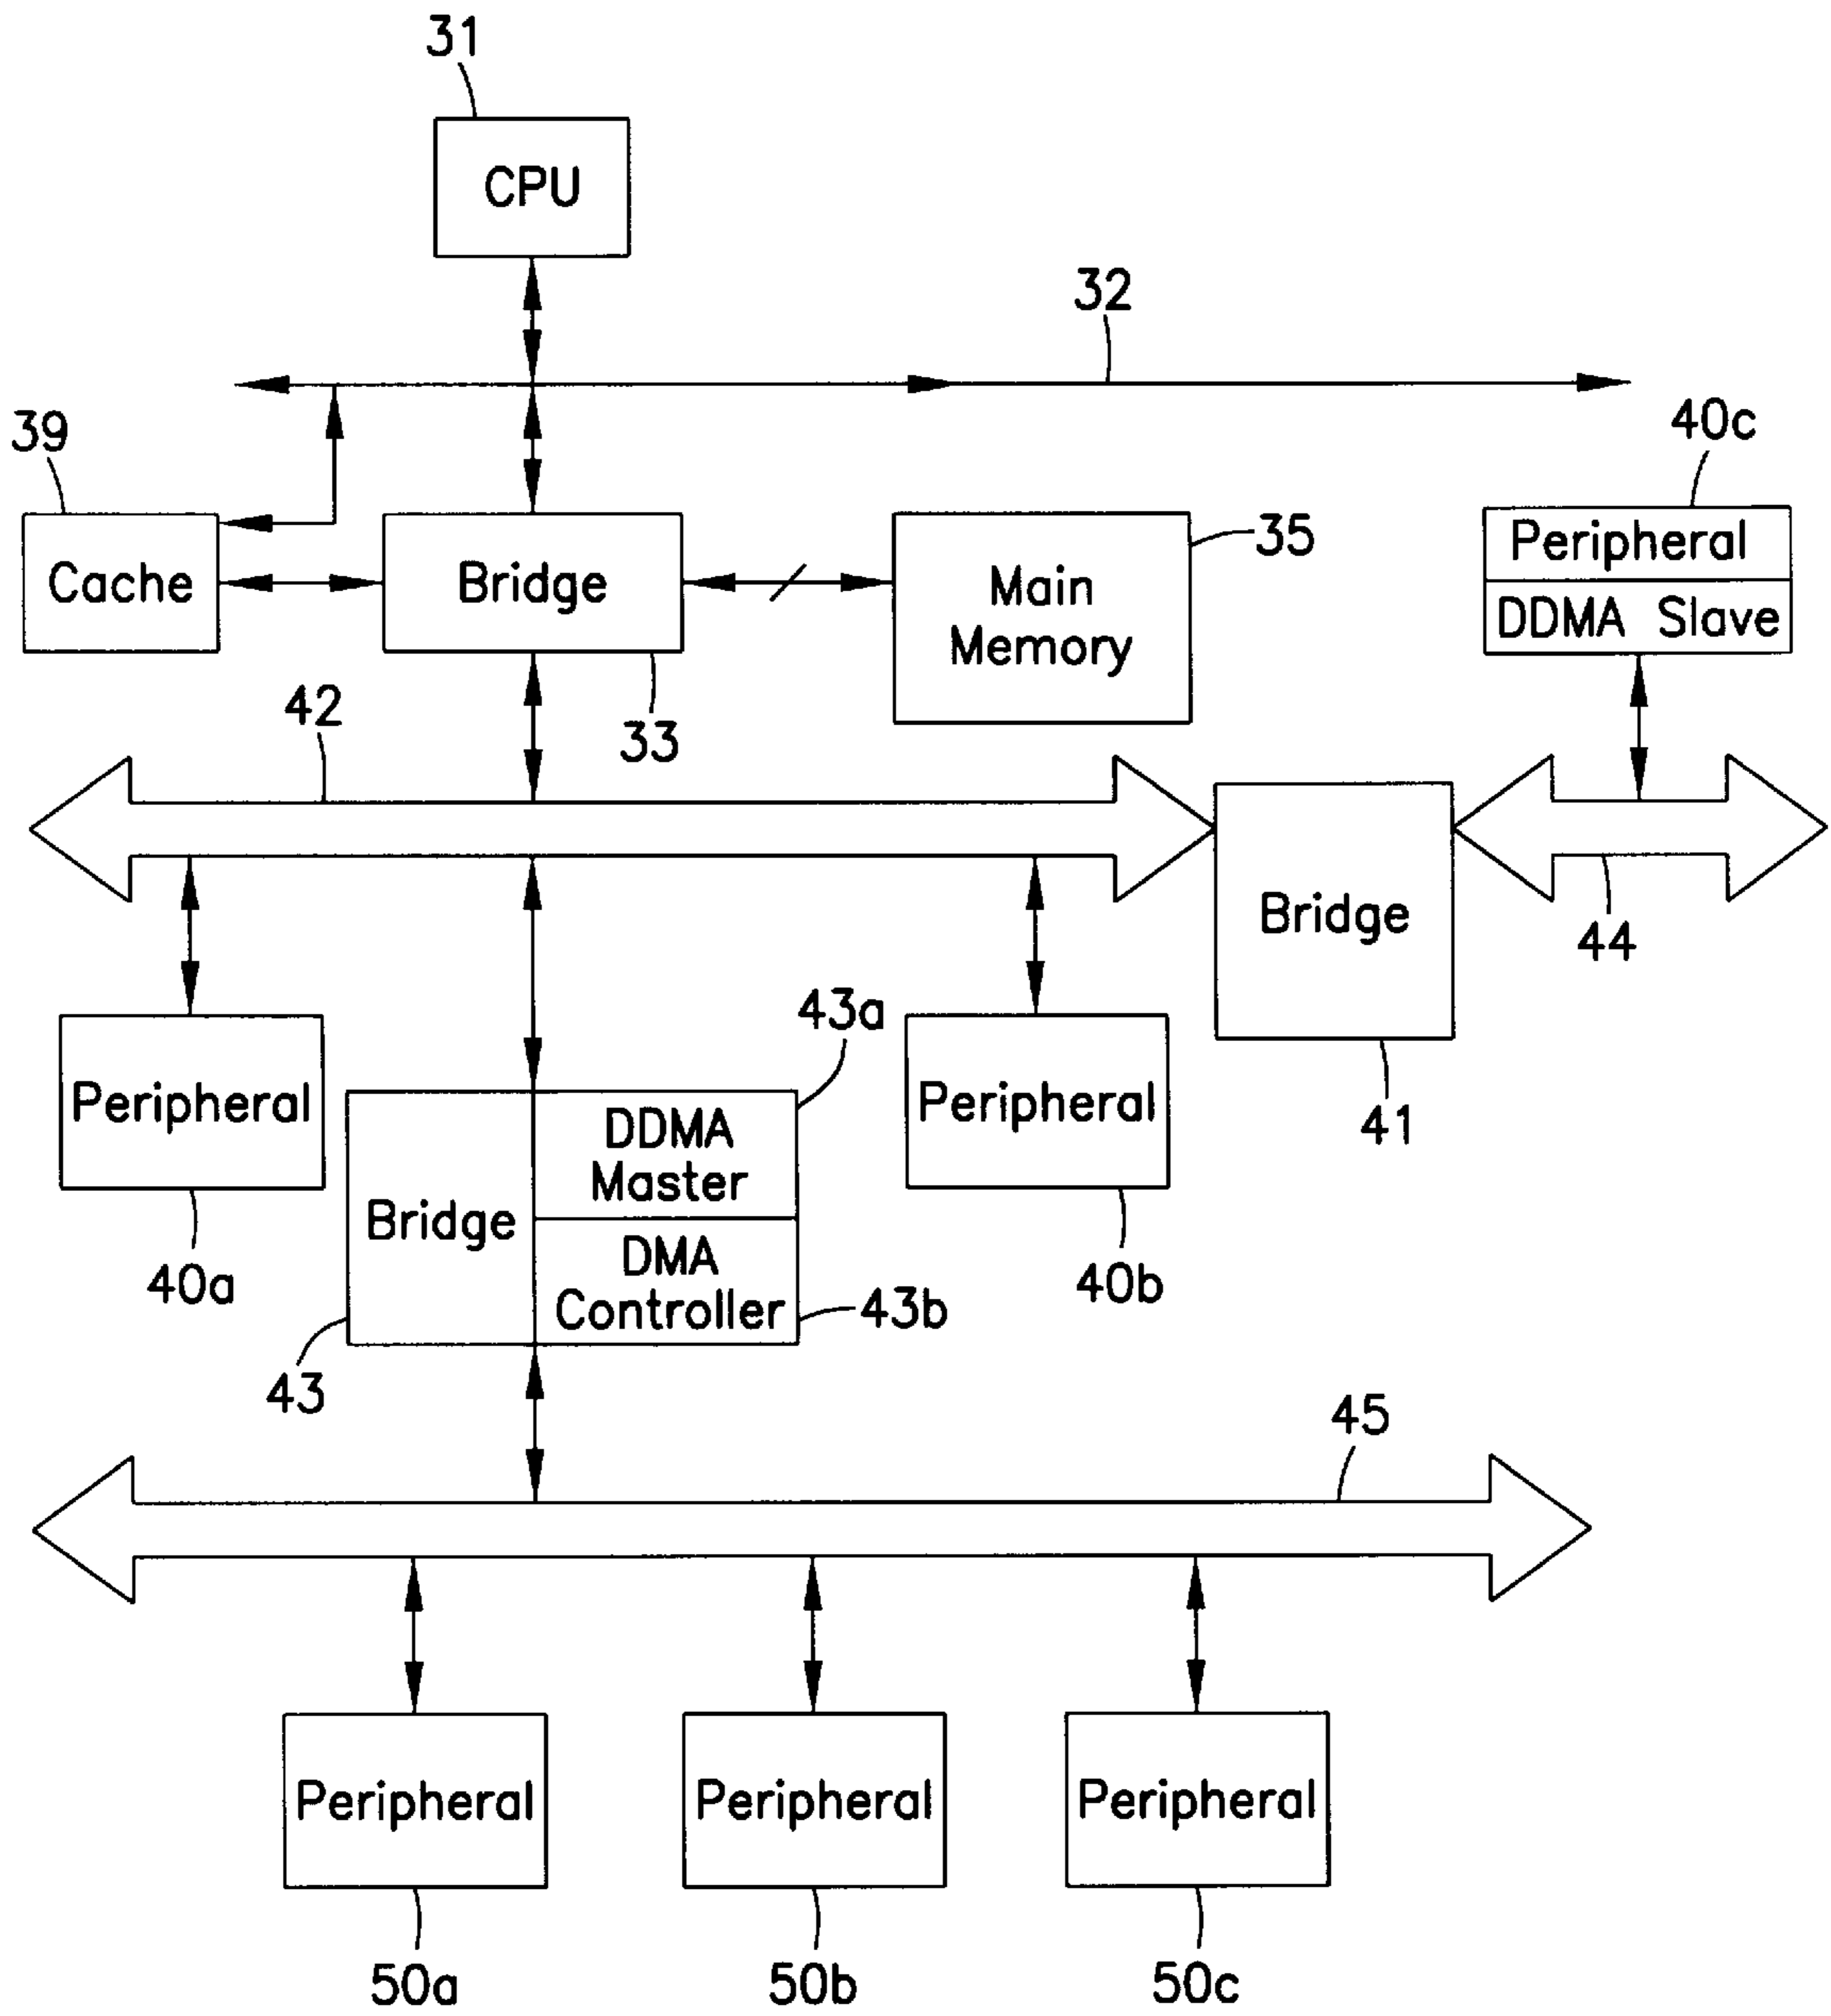 31
CPU
32
39
40c
Cache
Bridge
Main
Memory
35
Peripheral
DDMA Slave
42
33
Bridge
44
41
43a
Peripheral
DDMA
Master
Bridge
DMA
Controller
Peripheral
40a
43b
40b
43
45
Peripheral
Peripheral
Peripheral
50a
50b
50c